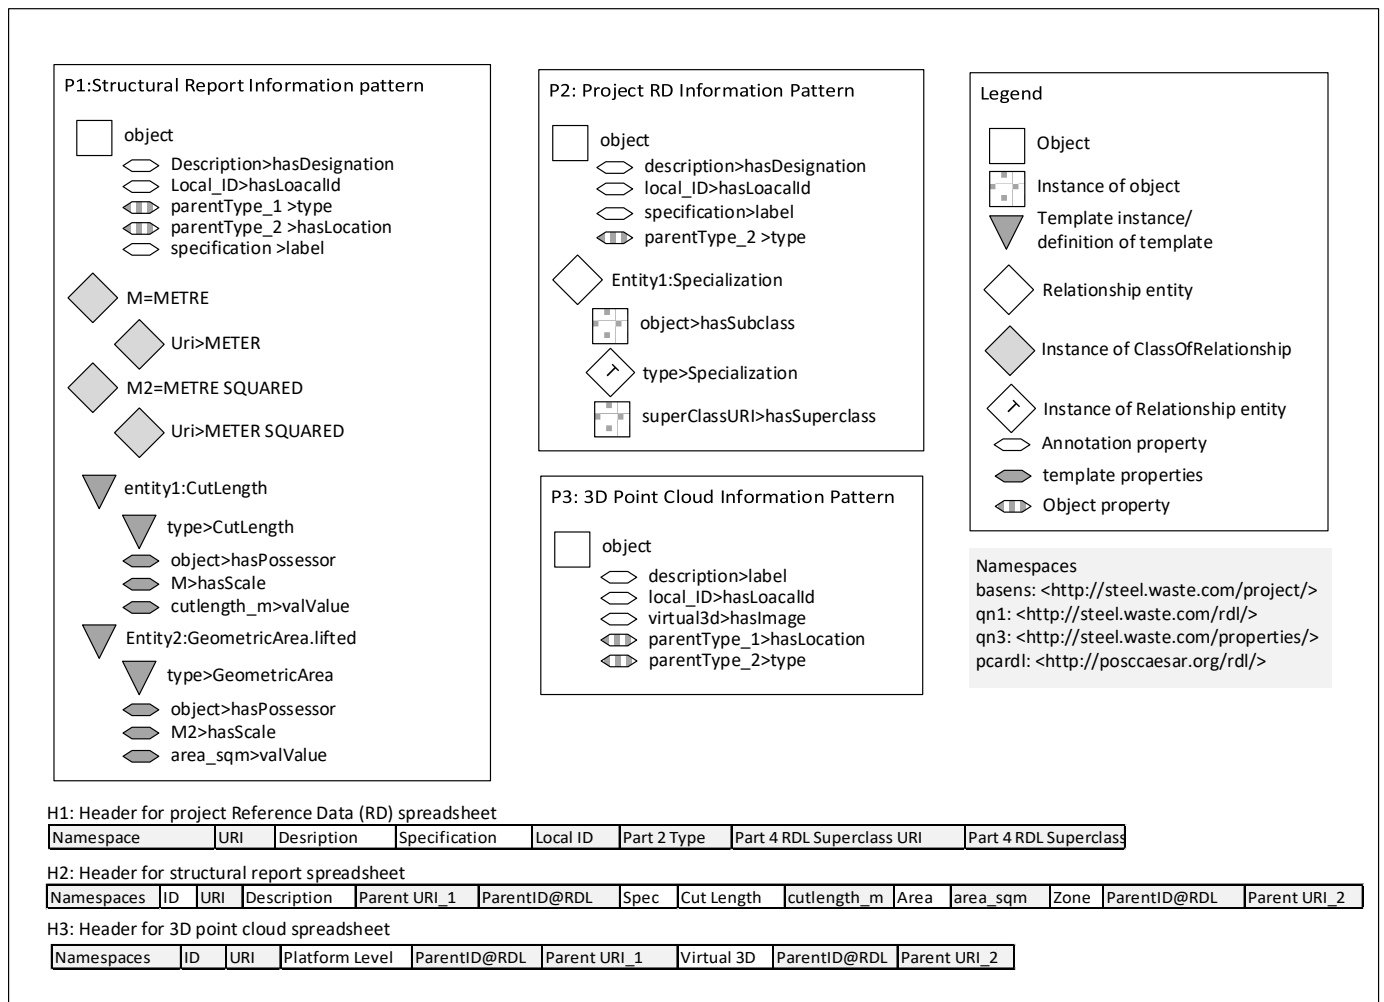 P1:Structural Report Information pattern
object
Description>hasDesignation
Local_ID>hasLoacalId
parentType_1 >type
parentType_2 >hasLocation
specification >label
M=METRE
Uri>METER
M2=METRE SQUARED
Uri>METER SQUARED
entity1:CutLength
type>CutLength
object>hasPossessor
M>hasScale
cutlength_m>valValue
Entity2:GeometricArea.lifted
type>GeometricArea
object>hasPossessor
M2>hasScale
area_sqm>valValue
P2: Project RD Information Pattern
object
description>hasDesignation
local_ID>hasLoacalId
specification>label
parentType_2 >type
Entity1:Specialization
object>hasSubclass
type>Specialization
superClassURI>hasSuperclass
P3: 3D Point Cloud Information Pattern
object
description>label
local_ID>hasLoacalId
virtual3d>hasImage
parentType_1>hasLocation
parentType_2>type
Legend
Object
Instance of object
Template instance/
definition of template
Relationship entity
Instance of ClassOfRelationship
Instance of Relationship entity
Annotation property
template properties
Object property
Namespaces
basens: <http://steel.waste.com/project/>
qn1: <http://steel.waste.com/rdl/>
qn3: <http://steel.waste.com/properties/>
pcardl: <http://posccaesar.org/rdl/>
H1: Header for project Reference Data (RD) spreadsheet
Namespace URI Desription Specification Local ID Part 2 Type Part 4 RDL Superclass URI Part 4 RDL Superclass
H2: Header for structural report spreadsheet
Namespaces ID URI Description Parent URI_1 ParentID@RDL Spec Cut Length cutlength_m Area area_sqm Zone ParentID@RDL Parent URI_2
H3: Header for 3D point cloud spreadsheet
Namespaces ID URI Platform Level ParentID@RDL Parent URI_1 Virtual 3D ParentID@RDL Parent URI_2